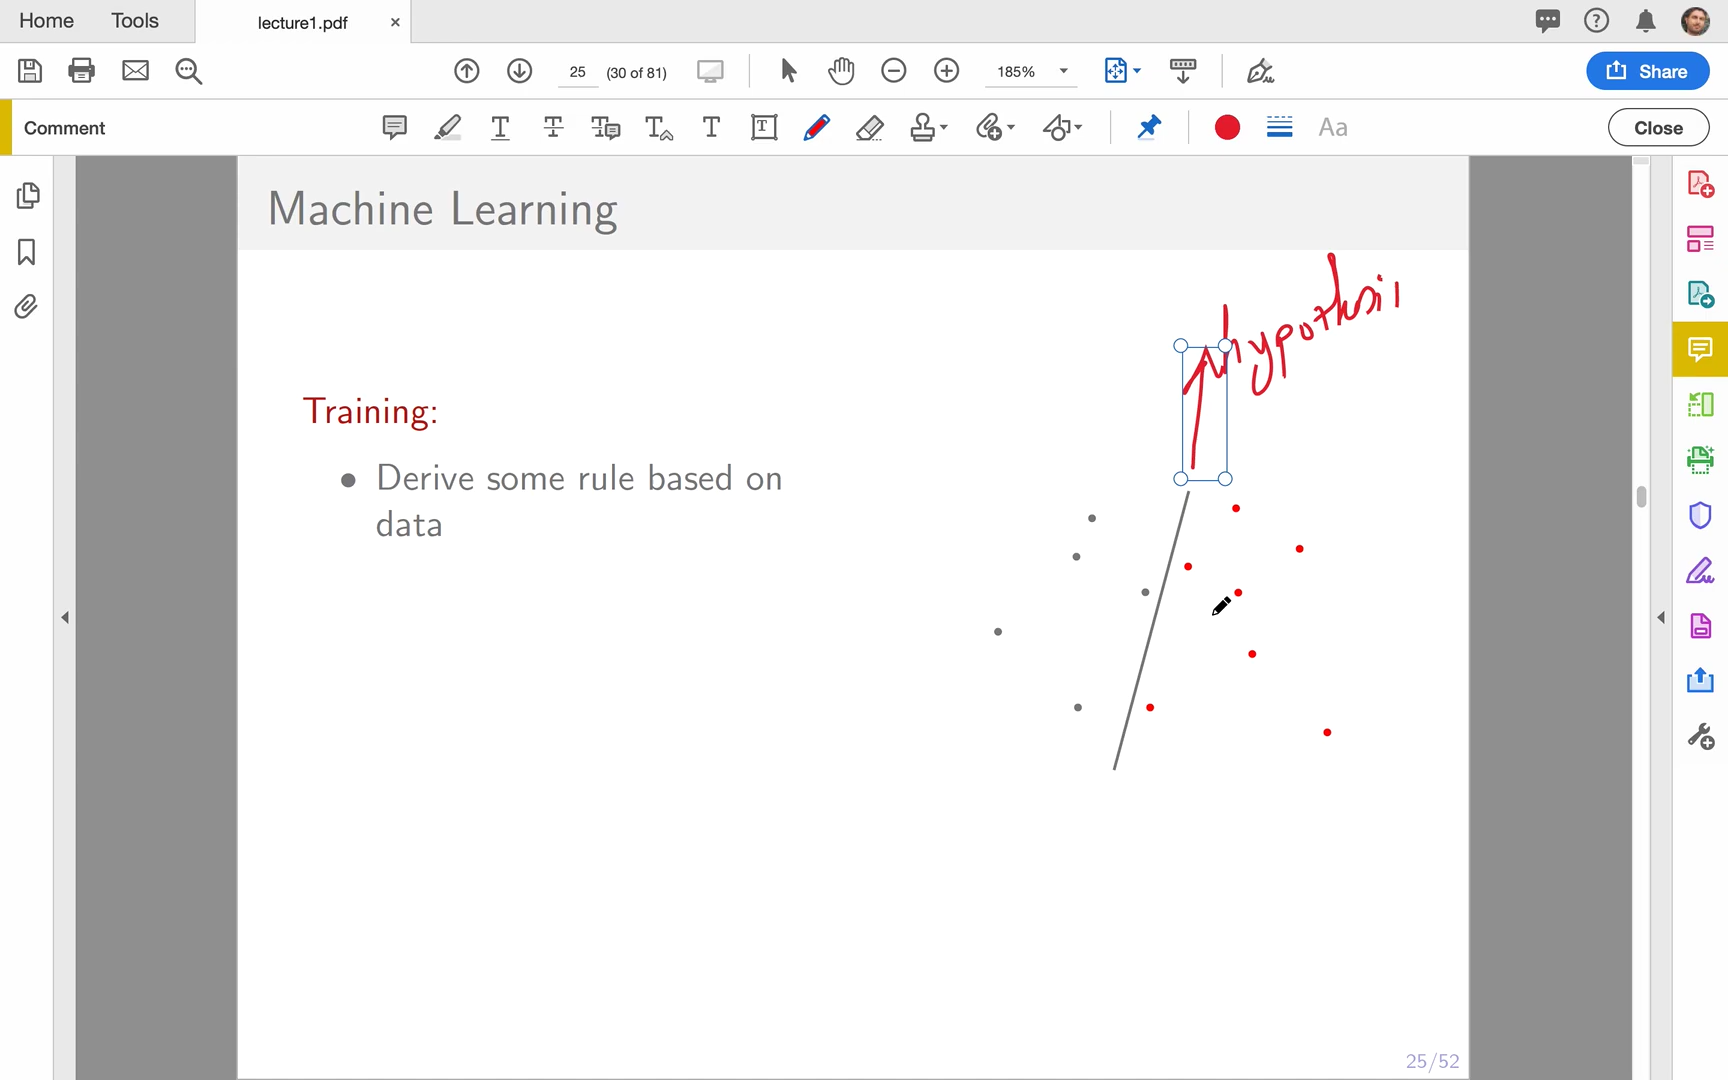 Home Tools lecture1.pdf ×
25 (30 of 81) 185% Share
Comment Aa Close
Machine Learning
hypothesis
Training:
• Derive some rule based on
data
25/52